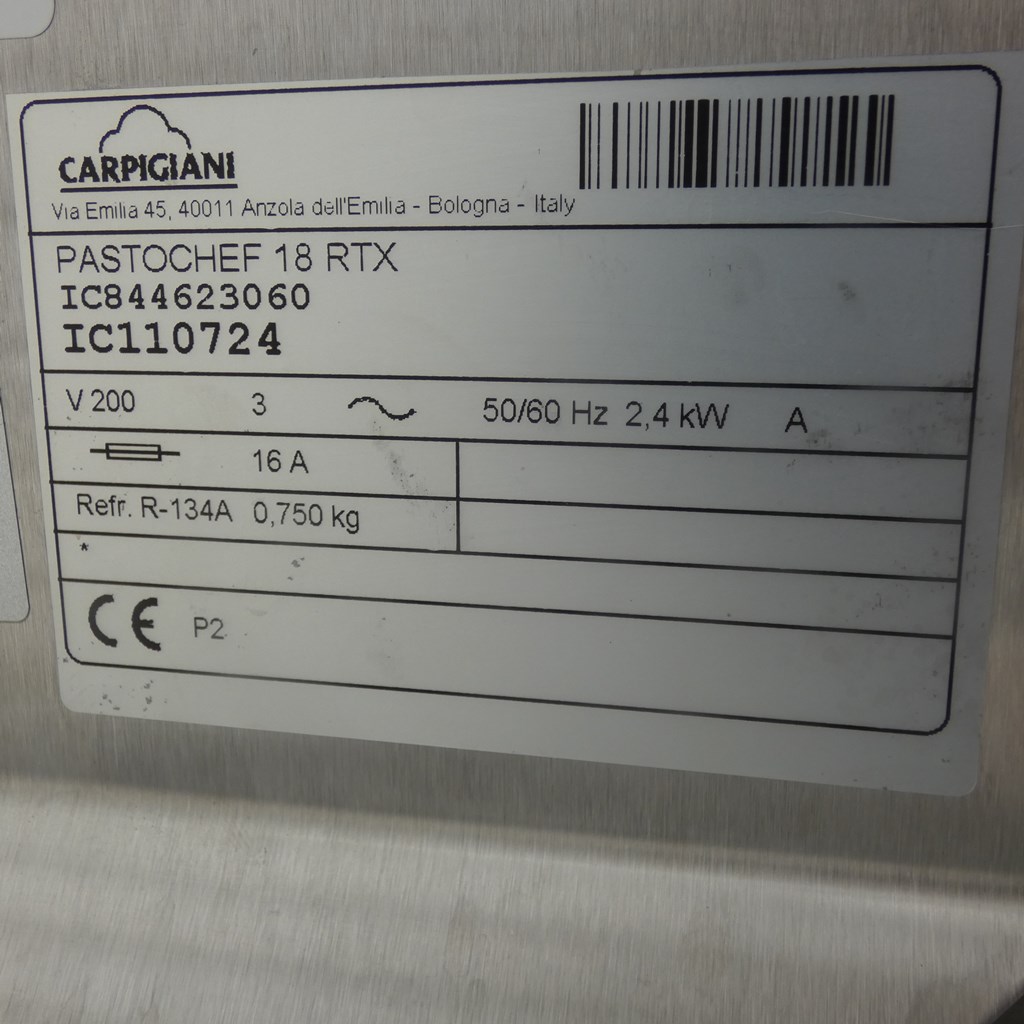 CARPIGIANI
Via Emilia 45, 40011 Anzola dell'Emilia - Bologna - Italy
PASTOCHEF 18 RTX
IC844623060
IC110724
V 200 3 50/60 Hz 2,4 kW A
16 A
Refr. R-134A 0,750 kg
*
CE P2